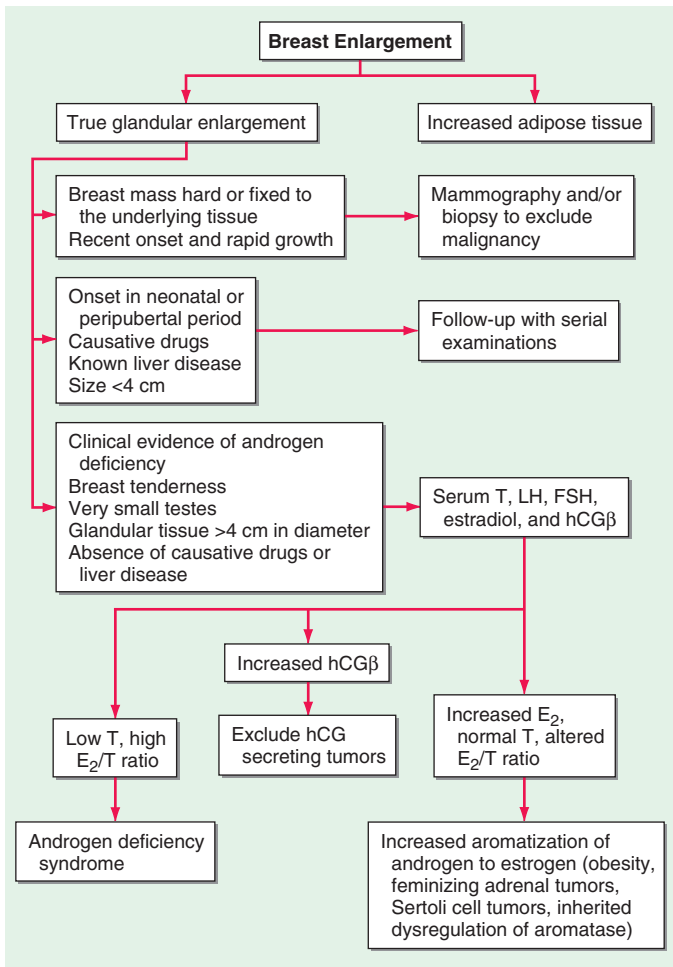 Breast Enlargement
True glandular enlargement
Increased adipose tissue
Breast mass hard or fixed to
the underlying tissue
Recent onset and rapid growth
Mammography and/or
biopsy to exclude
malignancy
Onset in neonatal or
peripubertal period
Causative drugs
Known liver disease
Size <4 cm
Follow-up with serial
examinations
Clinical evidence of androgen
deficiency
Breast tenderness
Very small testes
Glandular tissue >4 cm in diameter
Absence of causative drugs or
liver disease
Serum T, LH, FSH,
estradiol, and hCGβ
Increased hCGβ
Exclude hCG
secreting tumors
Low T, high
E₂/T ratio
Increased E₂,
normal T, altered
E₂/T ratio
Androgen deficiency
syndrome
Increased aromatization of
androgen to estrogen (obesity,
feminizing adrenal tumors,
Sertoli cell tumors, inherited
dysregulation of aromatase)